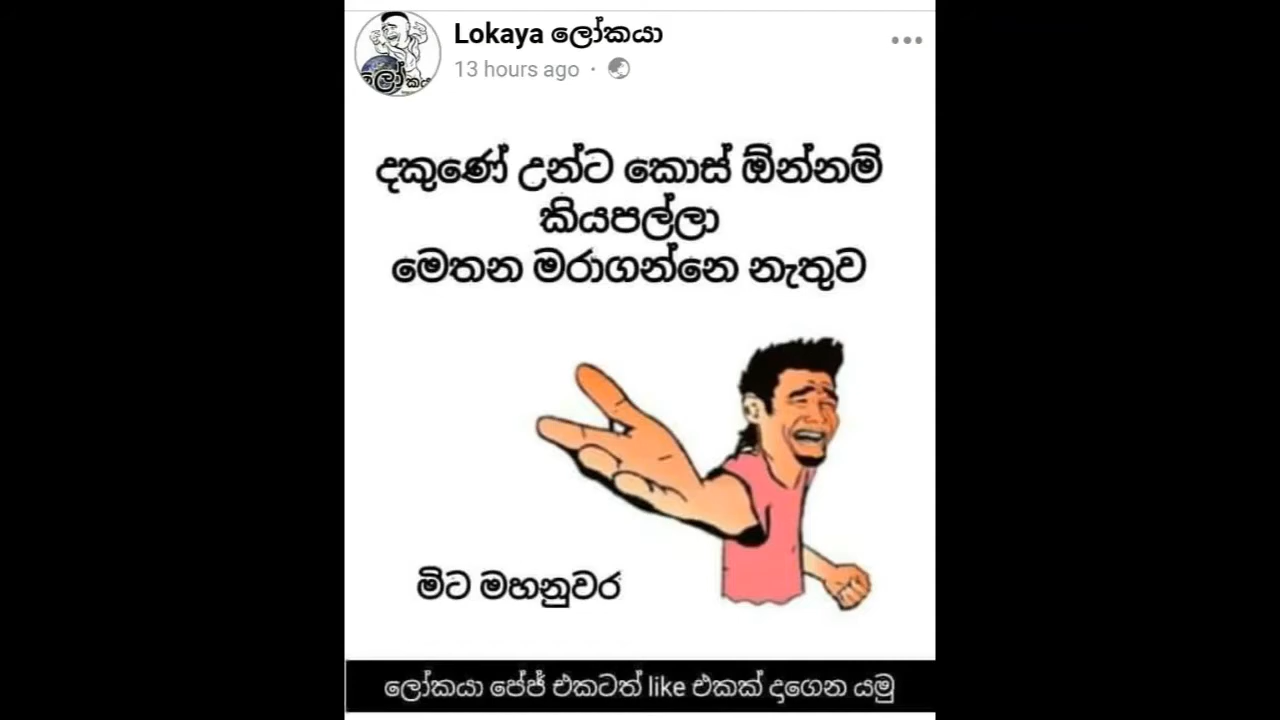 Lokaya ලෝකයා
13 hours ago ·
ලෝකයා
දකුණේ උන්ට කොස් ඕන්නම්
කියපල්ලා
මෙතන මරාගන්නෙ නැතුව
මිට මහනුවර
ලෝකයා පේජ් එකටත් like එකක් දාගෙන යමු